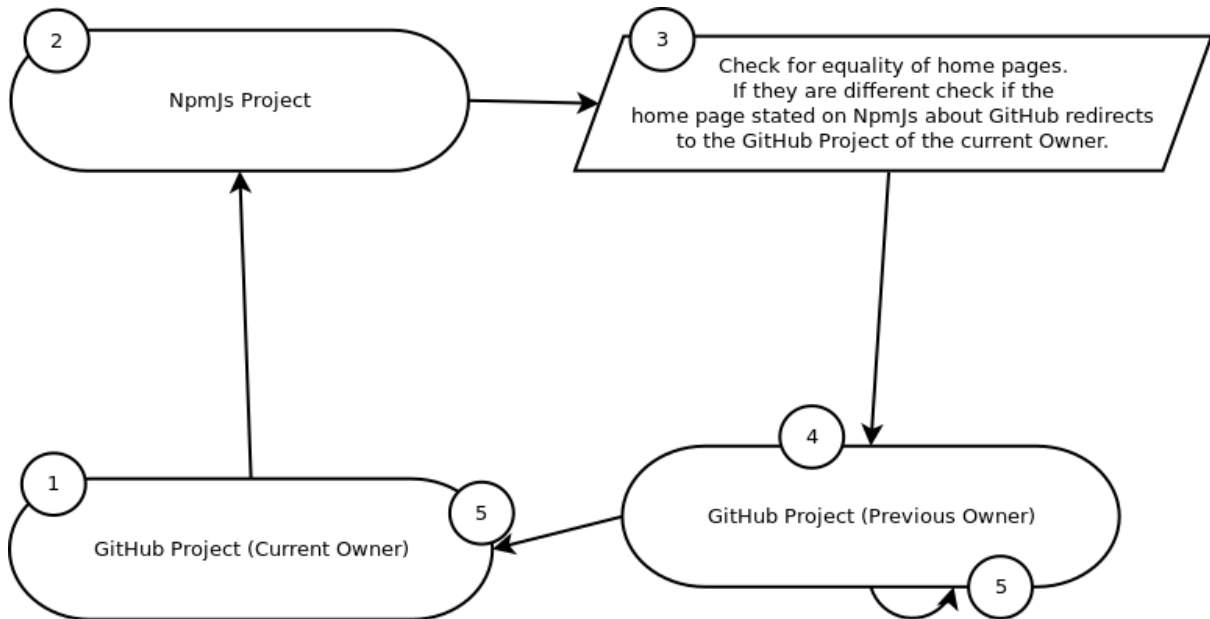 2
NpmJs Project
3
Check for equality of home pages.
If they are different check if the
home page stated on NpmJs about GitHub redirects
to the GitHub Project of the current Owner.
4
GitHub Project (Previous Owner)
5
1
GitHub Project (Current Owner)
5